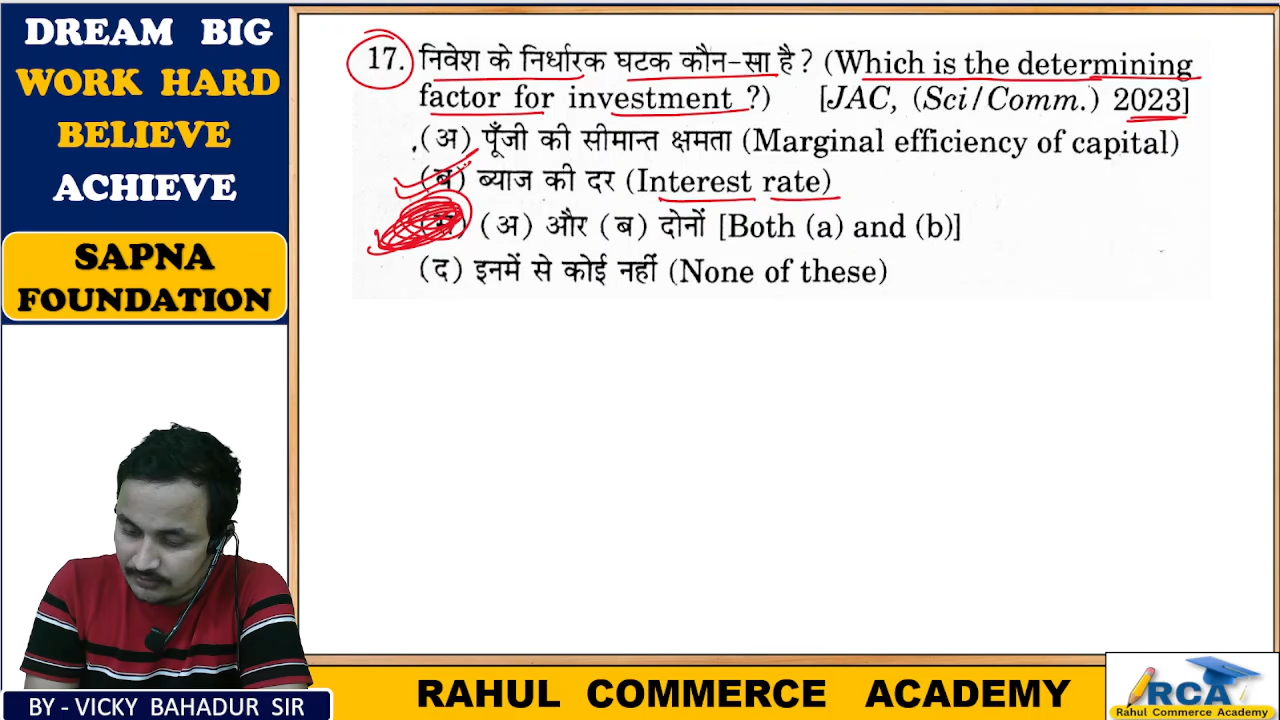 DREAM BIG
WORK HARD
BELIEVE
ACHIEVE
SAPNA
FOUNDATION
17. निवेश के निर्धारक घटक कौन-सा है? (Which is the determining
factor for investment ?) [JAC, (Sci/Comm.) 2023]
(अ) पूँजी की सीमान्त क्षमता (Marginal efficiency of capital)
(ब) ब्याज की दर (Interest rate)
(अ) और (ब) दोनों [Both (a) and (b)]
(द) इनमें से कोई नहीं (None of these)
BY - VICKY BAHADUR SIR
RAHUL COMMERCE ACADEMY
RCA
Rahul Commerce Academy